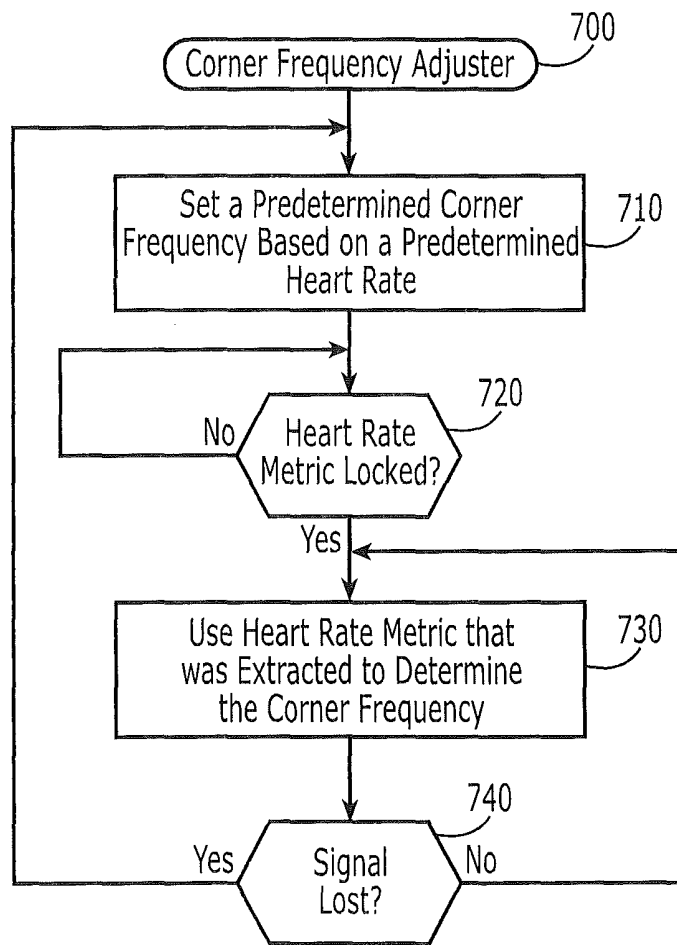 700
Corner Frequency Adjuster
Set a Predetermined Corner
Frequency Based on a Predetermined
Heart Rate
710
720
No
Heart Rate
Metric Locked?
Yes
Use Heart Rate Metric that
was Extracted to Determine
the Corner Frequency
730
740
Yes
Signal
Lost?
No